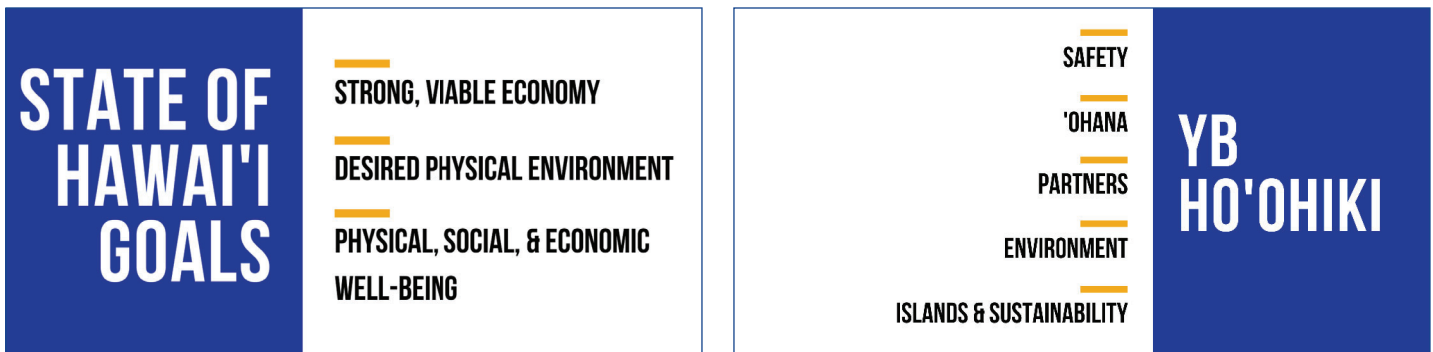 STATE OF
HAWAI'I
GOALS
STRONG, VIABLE ECONOMY
DESIRED PHYSICAL ENVIRONMENT
PHYSICAL, SOCIAL, & ECONOMIC
WELL-BEING
SAFETY
'OHANA
PARTNERS
ENVIRONMENT
ISLANDS & SUSTAINABILITY
YB
HO'OHIKI